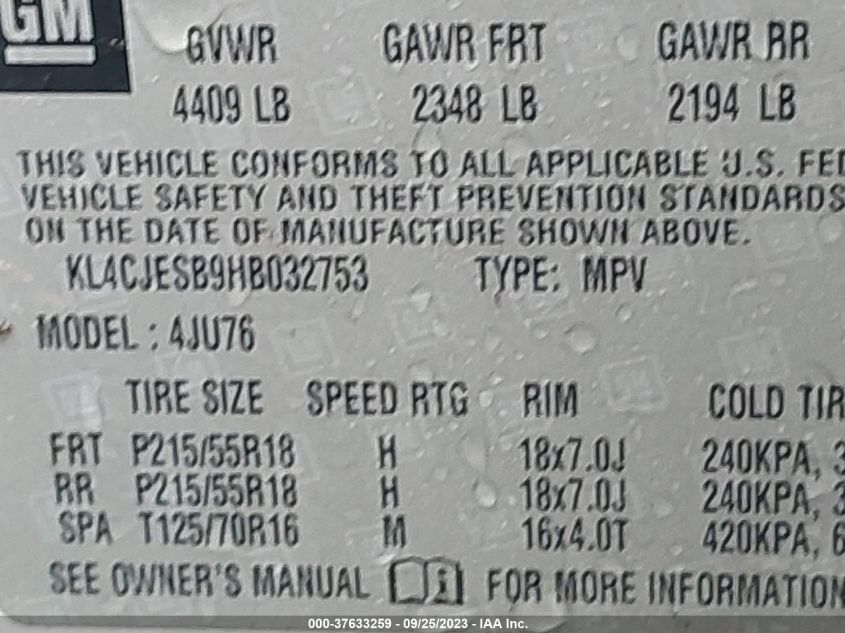 GM GVWR GAWR FRT GAWR RR
4409 LB 2348 LB 2194 LB
THIS VEHICLE CONFORMS TO ALL APPLICABLE U.S. FED
VEHICLE SAFETY AND THEFT PREVENTION STANDARDS
ON THE DATE OF MANUFACTURE SHOWN ABOVE.
KL4CJESB9HB032753 TYPE: MPV
MODEL : 4JU76
TIRE SIZE SPEED RTG RIM COLD TIR
FRT P215/55R18 H 18x7.0J 240KPA, 3
RR P215/55R18 H 18x7.0J 240KPA, 3
SPA T125/70R16 M 16x4.0T 420KPA, 6
SEE OWNER'S MANUAL i FOR MORE INFORMATION
000-37633259 - 09/25/2023 - IAA Inc.